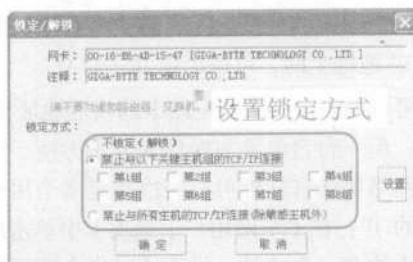 锁定/解锁
网卡: 00-16-E6-4D-15-47 [GIGA-BYTE TECHNOLOGY CO.,LTD.]
注释: GIGA-BYTE TECHNOLOGY CO.,LTD.
设置锁定方式
锁定方式:
不锁定(解锁)
禁止与以下关键主机组的TCP/IP连接
第1组 第2组 第3组 第4组
第5组 第6组 第7组 第8组
设置
禁止与所有主机的TCP/IP连接(除敏感主机外)
确定 取消